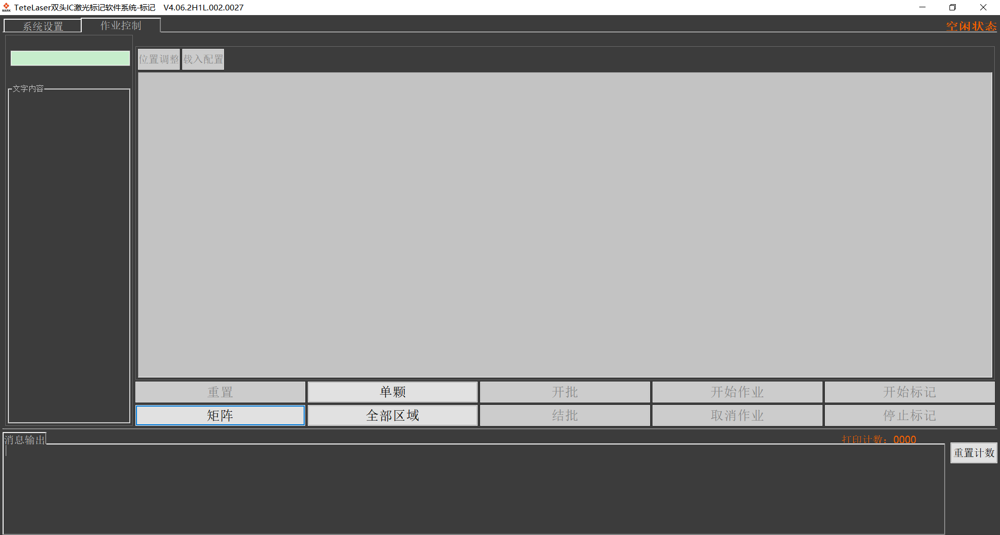 MARK TeteLaser双头IC激光标记软件系统-标记 V4.06.2H1L.002.0027
系统设置 作业控制 空闲状态
位置调整 载入配置
文字内容
重置 单颗 开批 开始作业 开始标记
矩阵 全部区域 结批 取消作业 停止标记
消息输出 打印计数：0000
重置计数